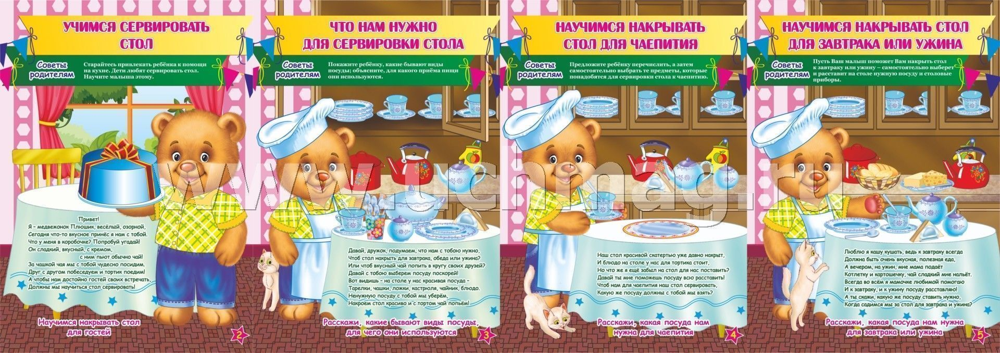 УЧИМСЯ СЕРВИРОВАТЬ
СТОЛ
Советы
родителям
Старайтесь привлекать ребёнка к помощи
на кухне. Дети любят сервировать стол.
Научите малыша этому.
Привет!
Я – медвежонок Плюшик, весёлый, озорной,
Сегодня что-то вкусное принёс я нам с тобой.
Что у меня в коробочке? Попробуй угадай!
Он сладкий, вкусный, с кремом,
с ним пьют обычно чай!
За чашкой чая мы с тобой чудесно посидим.
Друг с другом побеседуем и тортик поедим!
А чтобы нам достойно гостей своих встречать,
Должны мы научиться стол сервировать!
Научимся накрывать стол
для гостей
2
ЧТО НАМ НУЖНО
ДЛЯ СЕРВИРОВКИ СТОЛА
Советы
родителям
Покажите ребёнку, какие бывают виды
посуды; объясните, для какого приёма пищи
они используются.
Давай, дружок, подумаем, что нам с тобою нужно,
Чтоб стол накрыть для завтрака, обеда или ужина?
Или чтоб вкусный чай попить в кругу своих друзей?
Давай с тобою выберем посуду поскорей!
Вот видишь – на столе у нас красивая посуда –
Тарелки, чашки, ложки, кастрюля, чайник, блюдо.
Ненужную посуду с тобой мы уберём,
Накроем стол красиво и с тортом чай попьём!
Расскажи, какие бывают виды посуды,
для чего они используются
3
НАУЧИМСЯ НАКРЫВАТЬ
СТОЛ ДЛЯ ЧАЕПИТИЯ
Советы
родителям
Предложите ребёнку перечислить, а затем
самостоятельно выбрать те предметы, которые
понадобятся для сервировки стола к чаепитию.
Наш стол красивой скатертью уже давно накрыт,
И блюдо на столе у нас для тортика стоит,
Но что же я ещё забыл на стол для нас поставить?
Давай ты мне поможешь посуду всю расставить!
Чтоб нам для чаепития наш стол сервировать,
Какую же посуду должны с тобой мы взять?
Расскажи, какая посуда нам
нужна для чаепития
4
НАУЧИМСЯ НАКРЫВАТЬ СТОЛ
ДЛЯ ЗАВТРАКА ИЛИ УЖИНА
Советы
родителям
Пусть Ваш малыш поможет Вам накрыть стол
к завтраку или ужину – самостоятельно выберет
и расставит на столе нужную посуду и столовые
приборы.
Люблю я кашу кушать, ведь к завтраку всегда
Должна быть очень вкусная, полезная еда,
А вечером, на ужин, мне мама подаёт
Котлетку и картошечку, чай сладкий мне нальёт.
Всегда во всём я мамочке любимой помогаю
И к завтраку, и к ужину посуду расставляю!
А ты скажи, какую же посуду ставить нужно,
Когда садимся мы за стол для завтрака и ужина?
Расскажи, какая посуда нам нужна
для завтрака или ужина
5
www.uchmag.ru